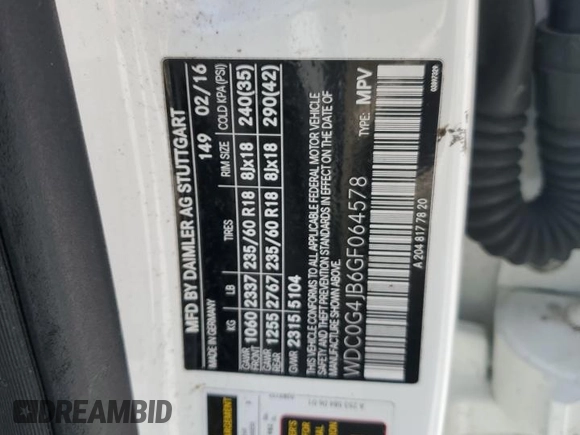 MFD BY DAIMLER AG STUTTGART
MADE IN GERMANY 149 02/16
KG LB TIRES RIM SIZE COLD KPA(PSI)
GAWR FRONT 1060 2337 235/60 R18 8Jx18 240(35)
GAWR REAR 1255 2767 235/60 R18 8Jx18 290(42)
GVWR 2315 5104
THIS VEHICLE CONFORMS TO ALL APPLICABLE FEDERAL MOTOR VEHICLE
SAFETY, BUMPER AND THEFT PREVENTION STANDARDS IN EFFECT ON THE DATE OF
MANUFACTURE SHOWN ABOVE.
WDC0G4JB6GF064578 TYPE: MPV
A 204 817 78 20
DREAMBID